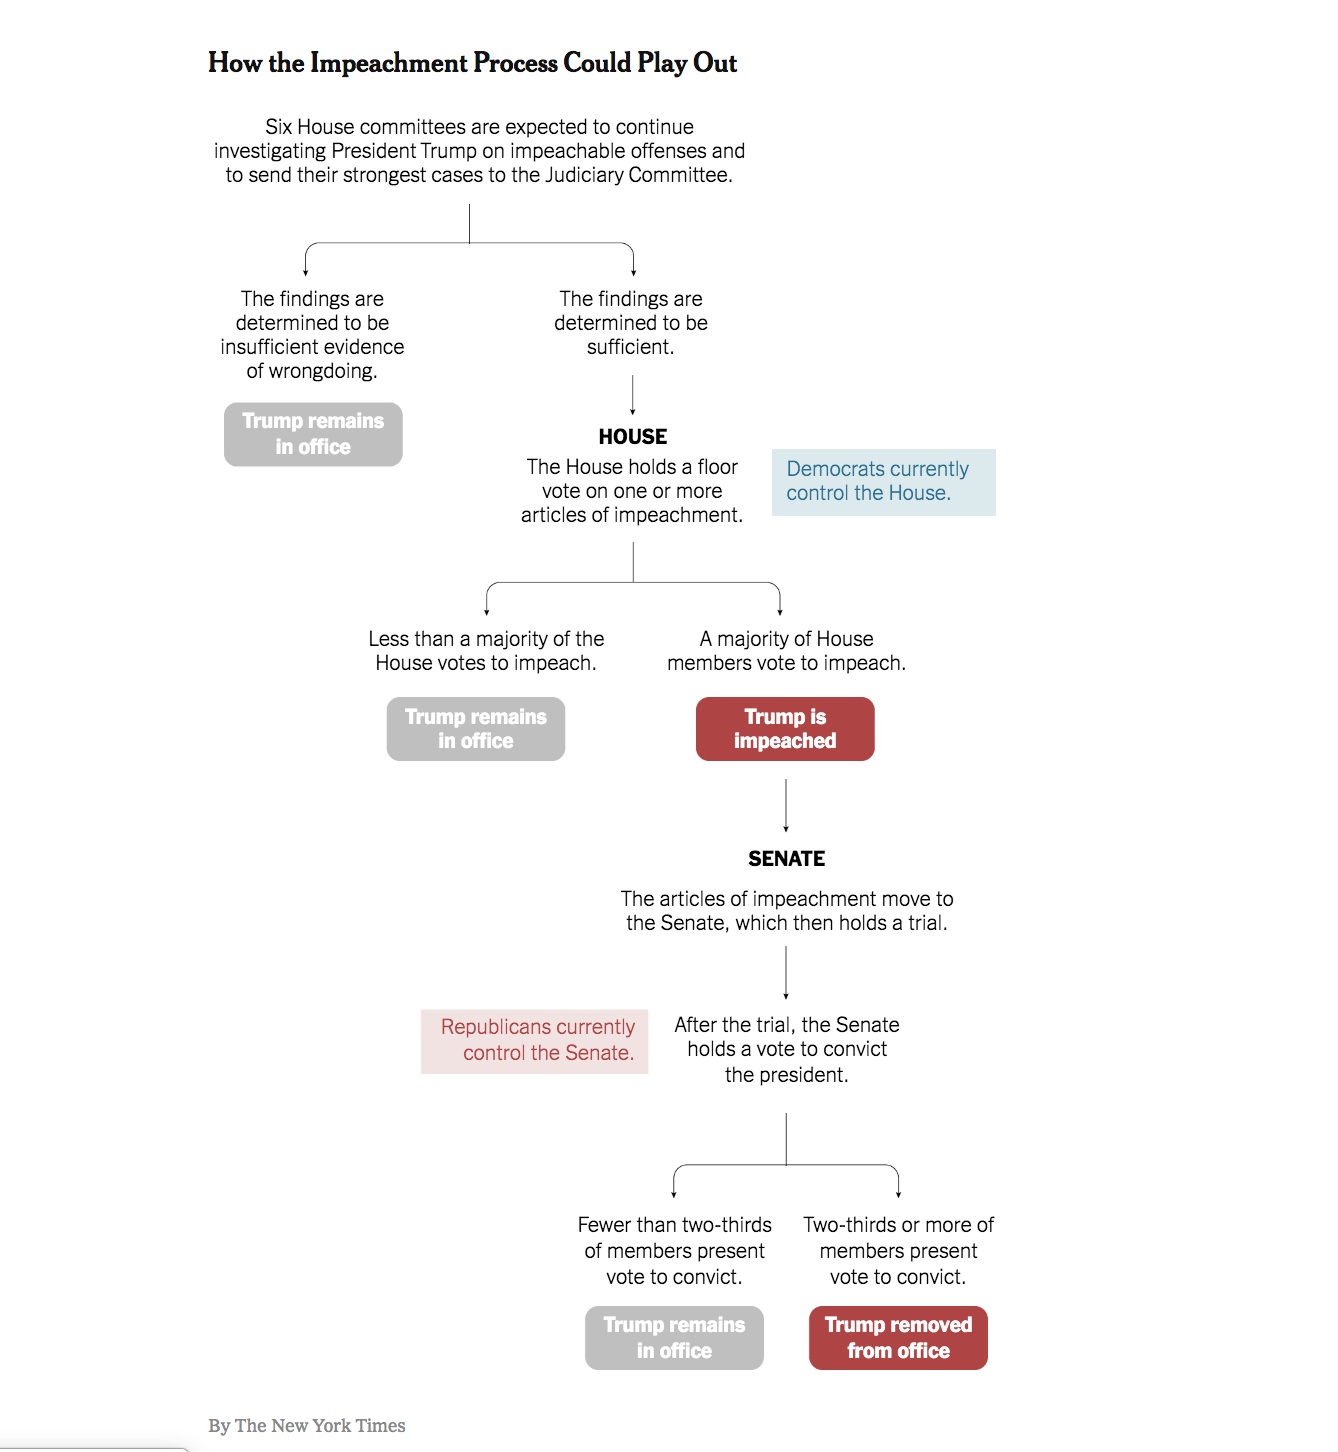 How the Impeachment Process Could Play Out
Six House committees are expected to continue
investigating President Trump on impeachable offenses and
to send their strongest cases to the Judiciary Committee.
The findings are
determined to be
insufficient evidence
of wrongdoing.
Trump remains
in office
The findings are
determined to be
sufficient.
HOUSE
The House holds a floor
vote on one or more
articles of impeachment.
Democrats currently
control the House.
Less than a majority of the
House votes to impeach.
Trump remains
in office
A majority of House
members vote to impeach.
Trump is
impeached
SENATE
The articles of impeachment move to
the Senate, which then holds a trial.
Republicans currently
control the Senate.
After the trial, the Senate
holds a vote to convict
the president.
Fewer than two-thirds
of members present
vote to convict.
Trump remains
in office
Two-thirds or more of
members present
vote to convict.
Trump removed
from office
By The New York Times